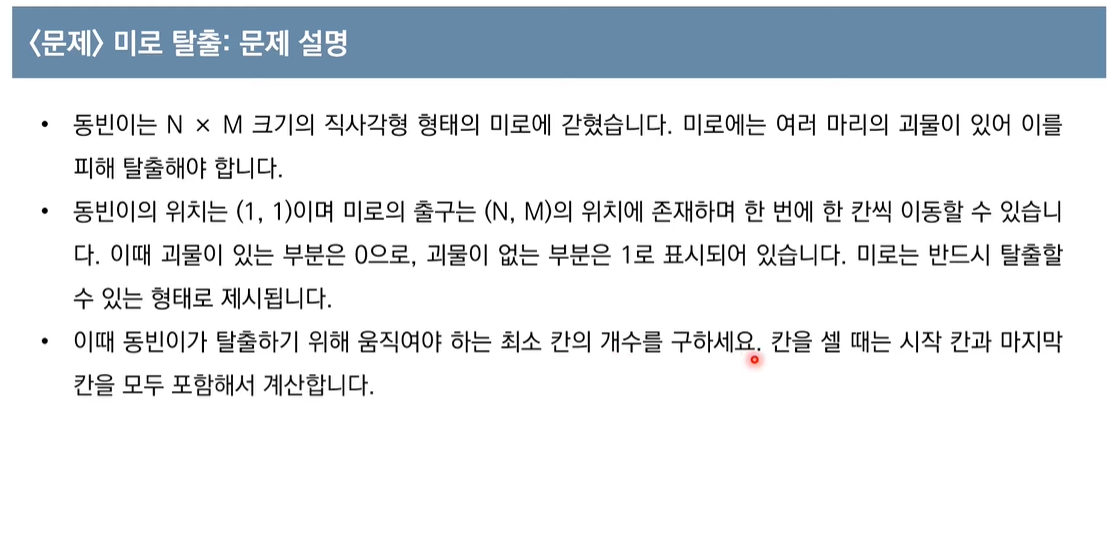 <문제> 미로 탈출: 문제 설명
• 동빈이는 N × M 크기의 직사각형 형태의 미로에 갇혔습니다. 미로에는 여러 마리의 괴물이 있어 이를
피해 탈출해야 합니다.
• 동빈이의 위치는 (1, 1)이며 미로의 출구는 (N, M)의 위치에 존재하며 한 번에 한 칸씩 이동할 수 있습니
다. 이때 괴물이 있는 부분은 0으로, 괴물이 없는 부분은 1로 표시되어 있습니다. 미로는 반드시 탈출할
수 있는 형태로 제시됩니다.
• 이때 동빈이가 탈출하기 위해 움직여야 하는 최소 칸의 개수를 구하세요. 칸을 셀 때는 시작 칸과 마지막
칸을 모두 포함해서 계산합니다.